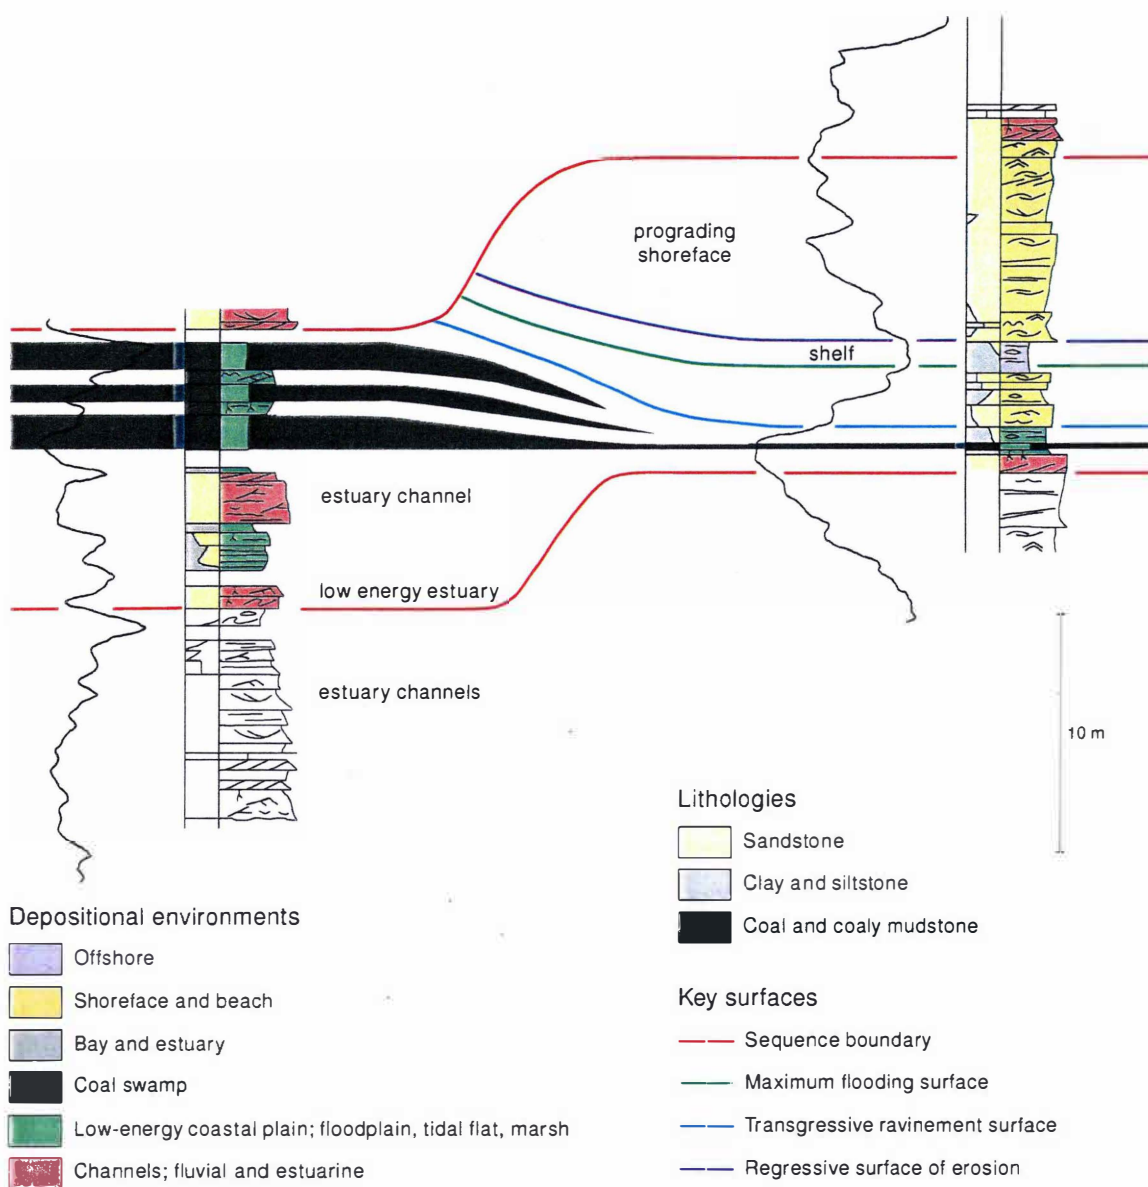 prograding
shoreface
shelf
estuary channel
low energy estuary
estuary channels
10 m
Lithologies
Sandstone
Clay and siltstone
Coal and coaly mudstone
Depositional environments
Offshore
Shoreface and beach
Bay and estuary
Coal swamp
Low-energy coastal plain; floodplain, tidal flat, marsh
Channels; fluvial and estuarine
Key surfaces
Sequence boundary
Maximum flooding surface
Transgressive ravinement surface
Regressive surface of erosion